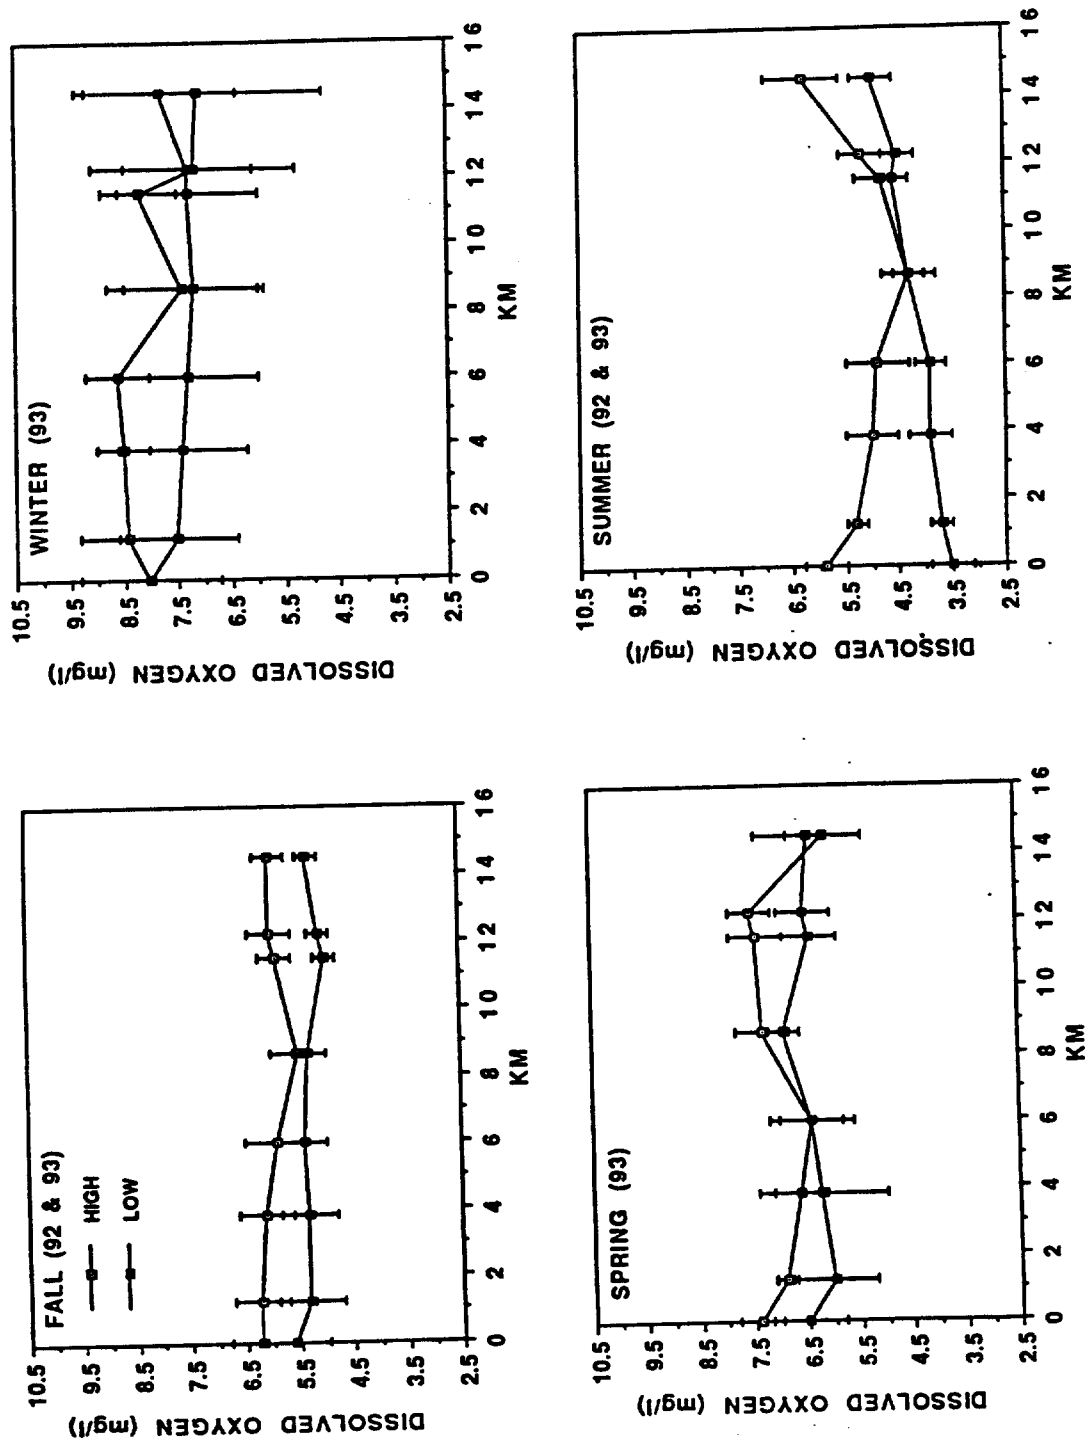 FALL (92 & 93)
HIGH
LOW
DISSOLVED OXYGEN (mg/l)
10.5
9.5
8.5
7.5
6.5
5.5
4.5
3.5
2.5
0 2 4 6 8 10 12 14 16
KM
WINTER (93)
DISSOLVED OXYGEN (mg/l)
10.5
9.5
8.5
7.5
6.5
5.5
4.5
3.5
2.5
0 2 4 6 8 10 12 14 16
KM
SPRING (93)
DISSOLVED OXYGEN (mg/l)
10.5
9.5
8.5
7.5
6.5
5.5
4.5
3.5
2.5
0 2 4 6 8 10 12 14 16
KM
SUMMER (92 & 93)
DISSOLVED OXYGEN (mg/l)
10.5
9.5
8.5
7.5
6.5
5.5
4.5
3.5
2.5
0 2 4 6 8 10 12 14 16
KM